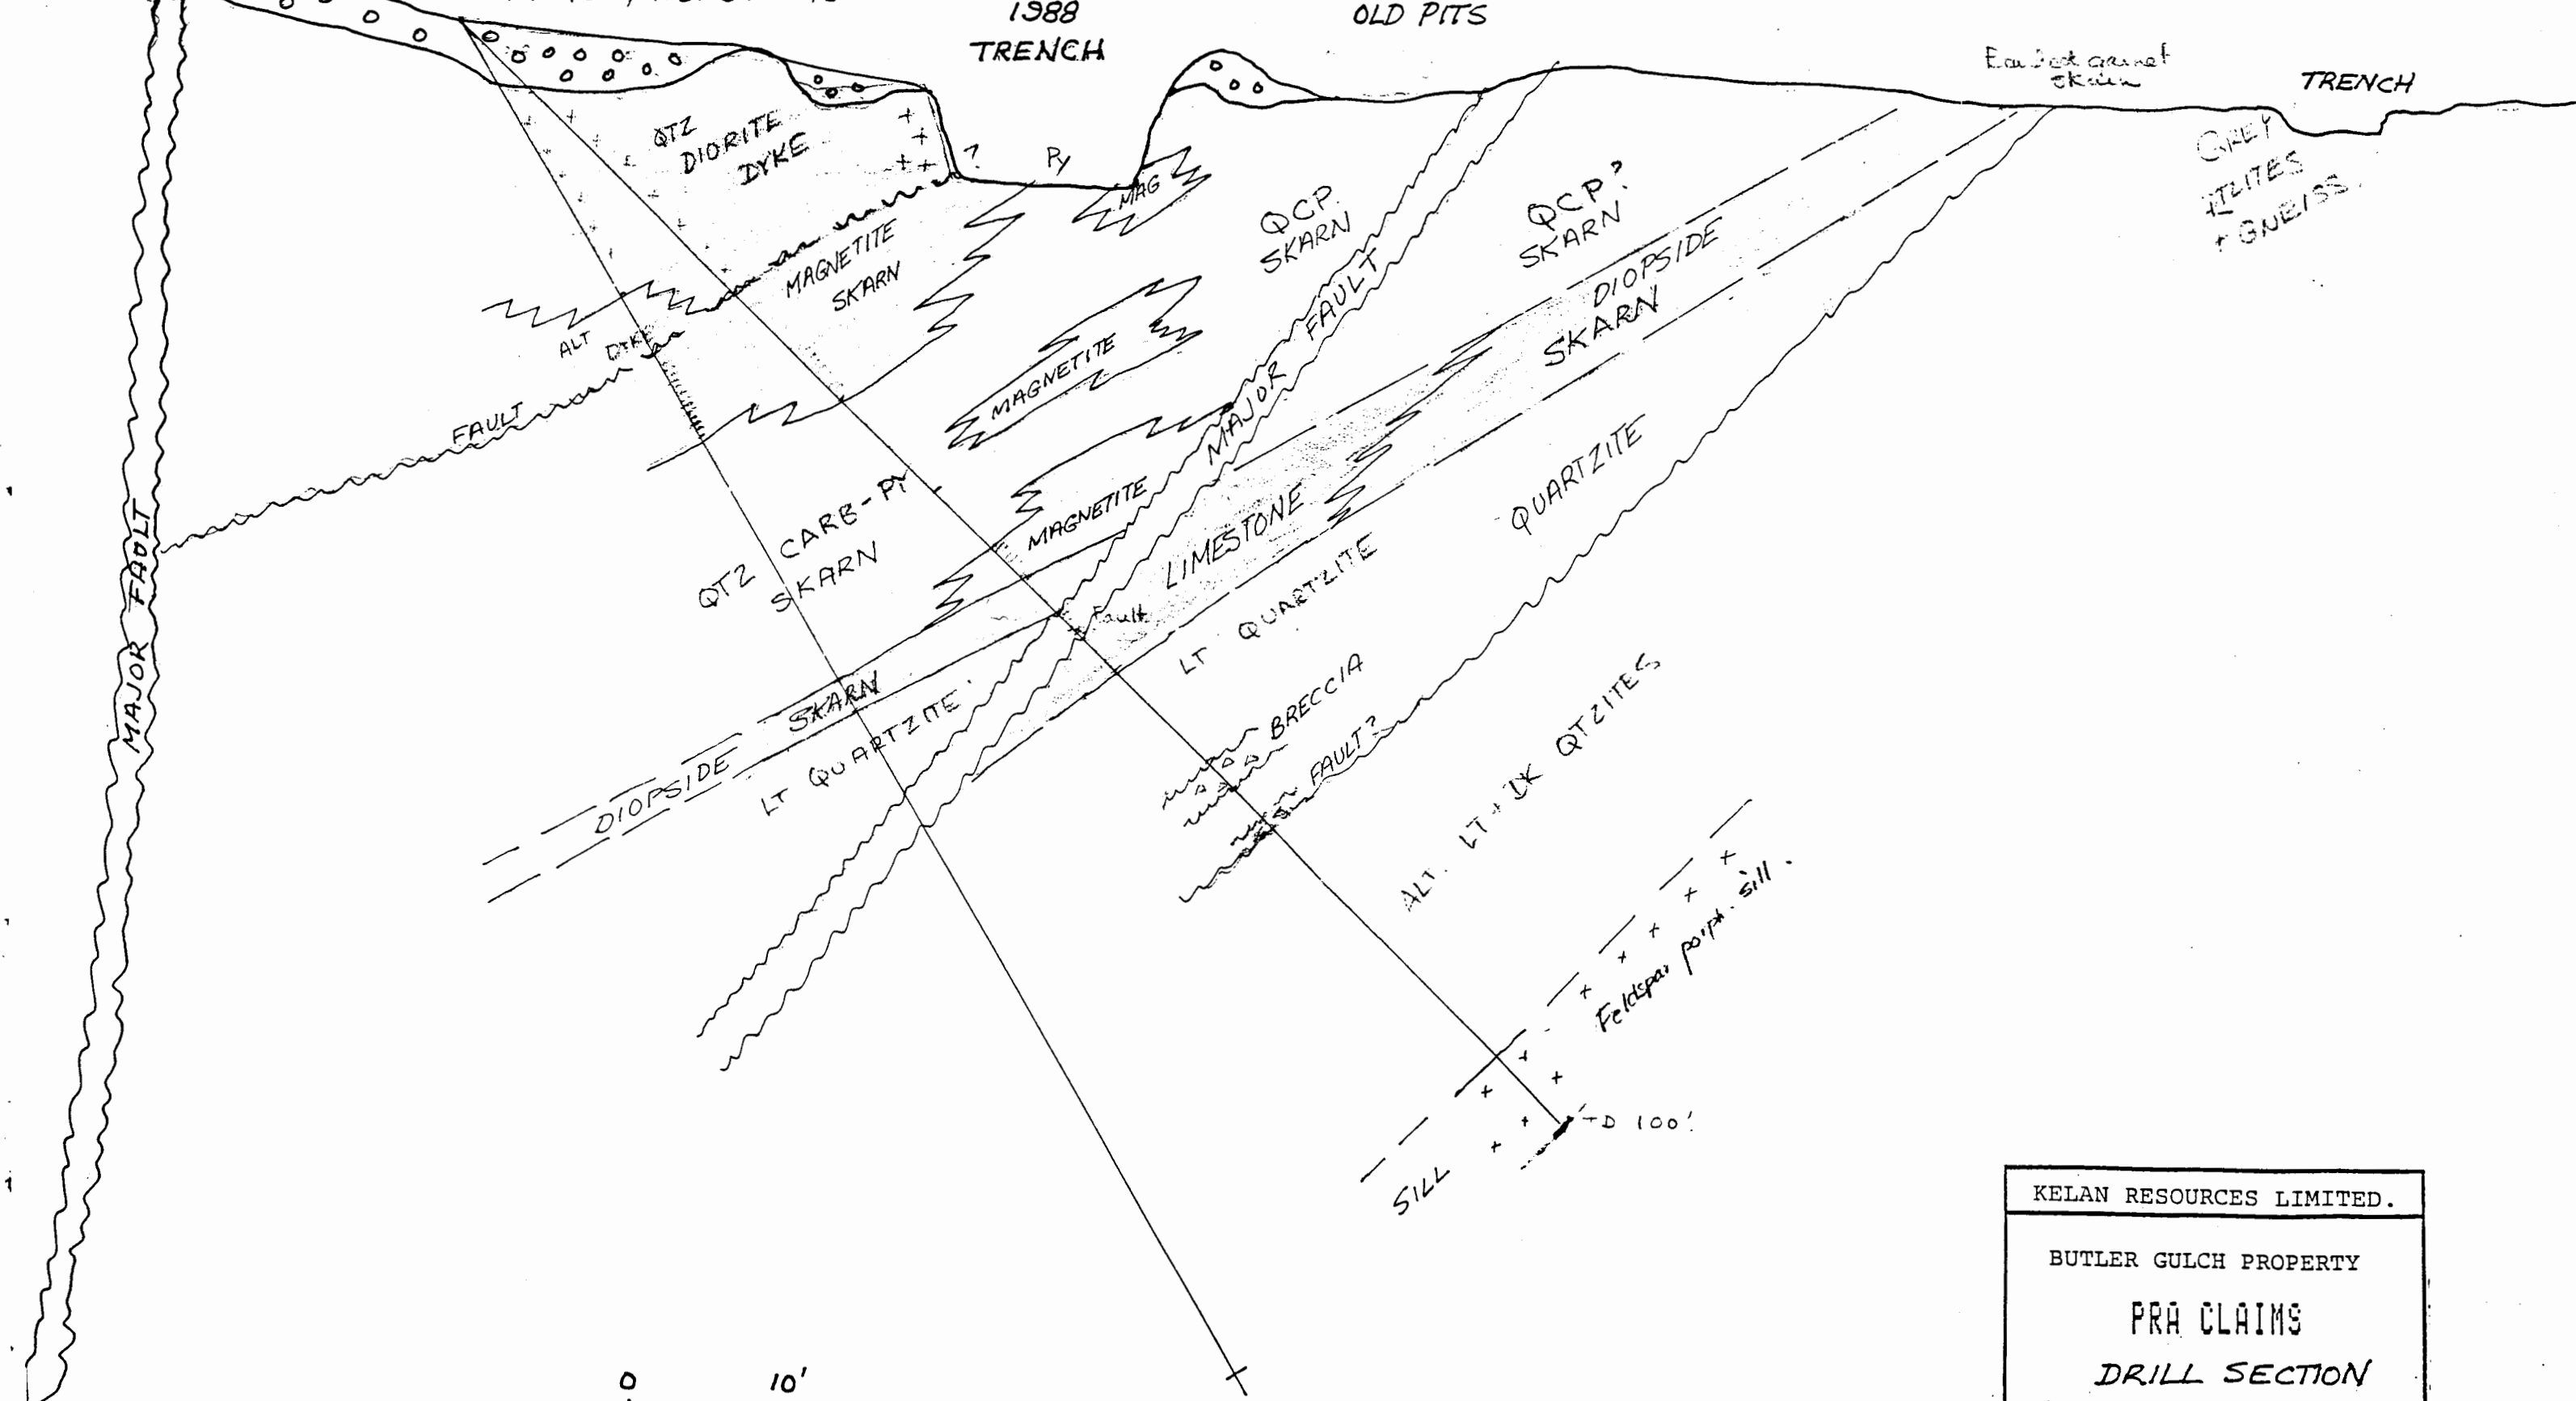 1988
TRENCH
OLD PITS
skarn
TRENCH
QTZ
DIORITE
DYKE
?
Py
MAG
QCP
SKARN
QCP?
SKARN
GREY
+ GNEISS.
MAGNETITE
SKARN
DIOPSIDE
SKARN
ALT DYKE
MAGNETITE
MAJOR FAULT
FAULT
QUARTZITE
QTZ CARB-PY
SKARN
MAGNETITE
LIMESTONE
Fault
LT QUARTZITE
MAJOR FAULT
DIOPSIDE SKARN
LT QUARTZITE
BRECCIA
FAULT?
ALT. LT + DK QTZITES
Feldspar porph. sill.
TD 100'
SILL
KELAN RESOURCES LIMITED.
BUTLER GULCH PROPERTY
PRA CLAIMS
DRILL SECTION
0 10'